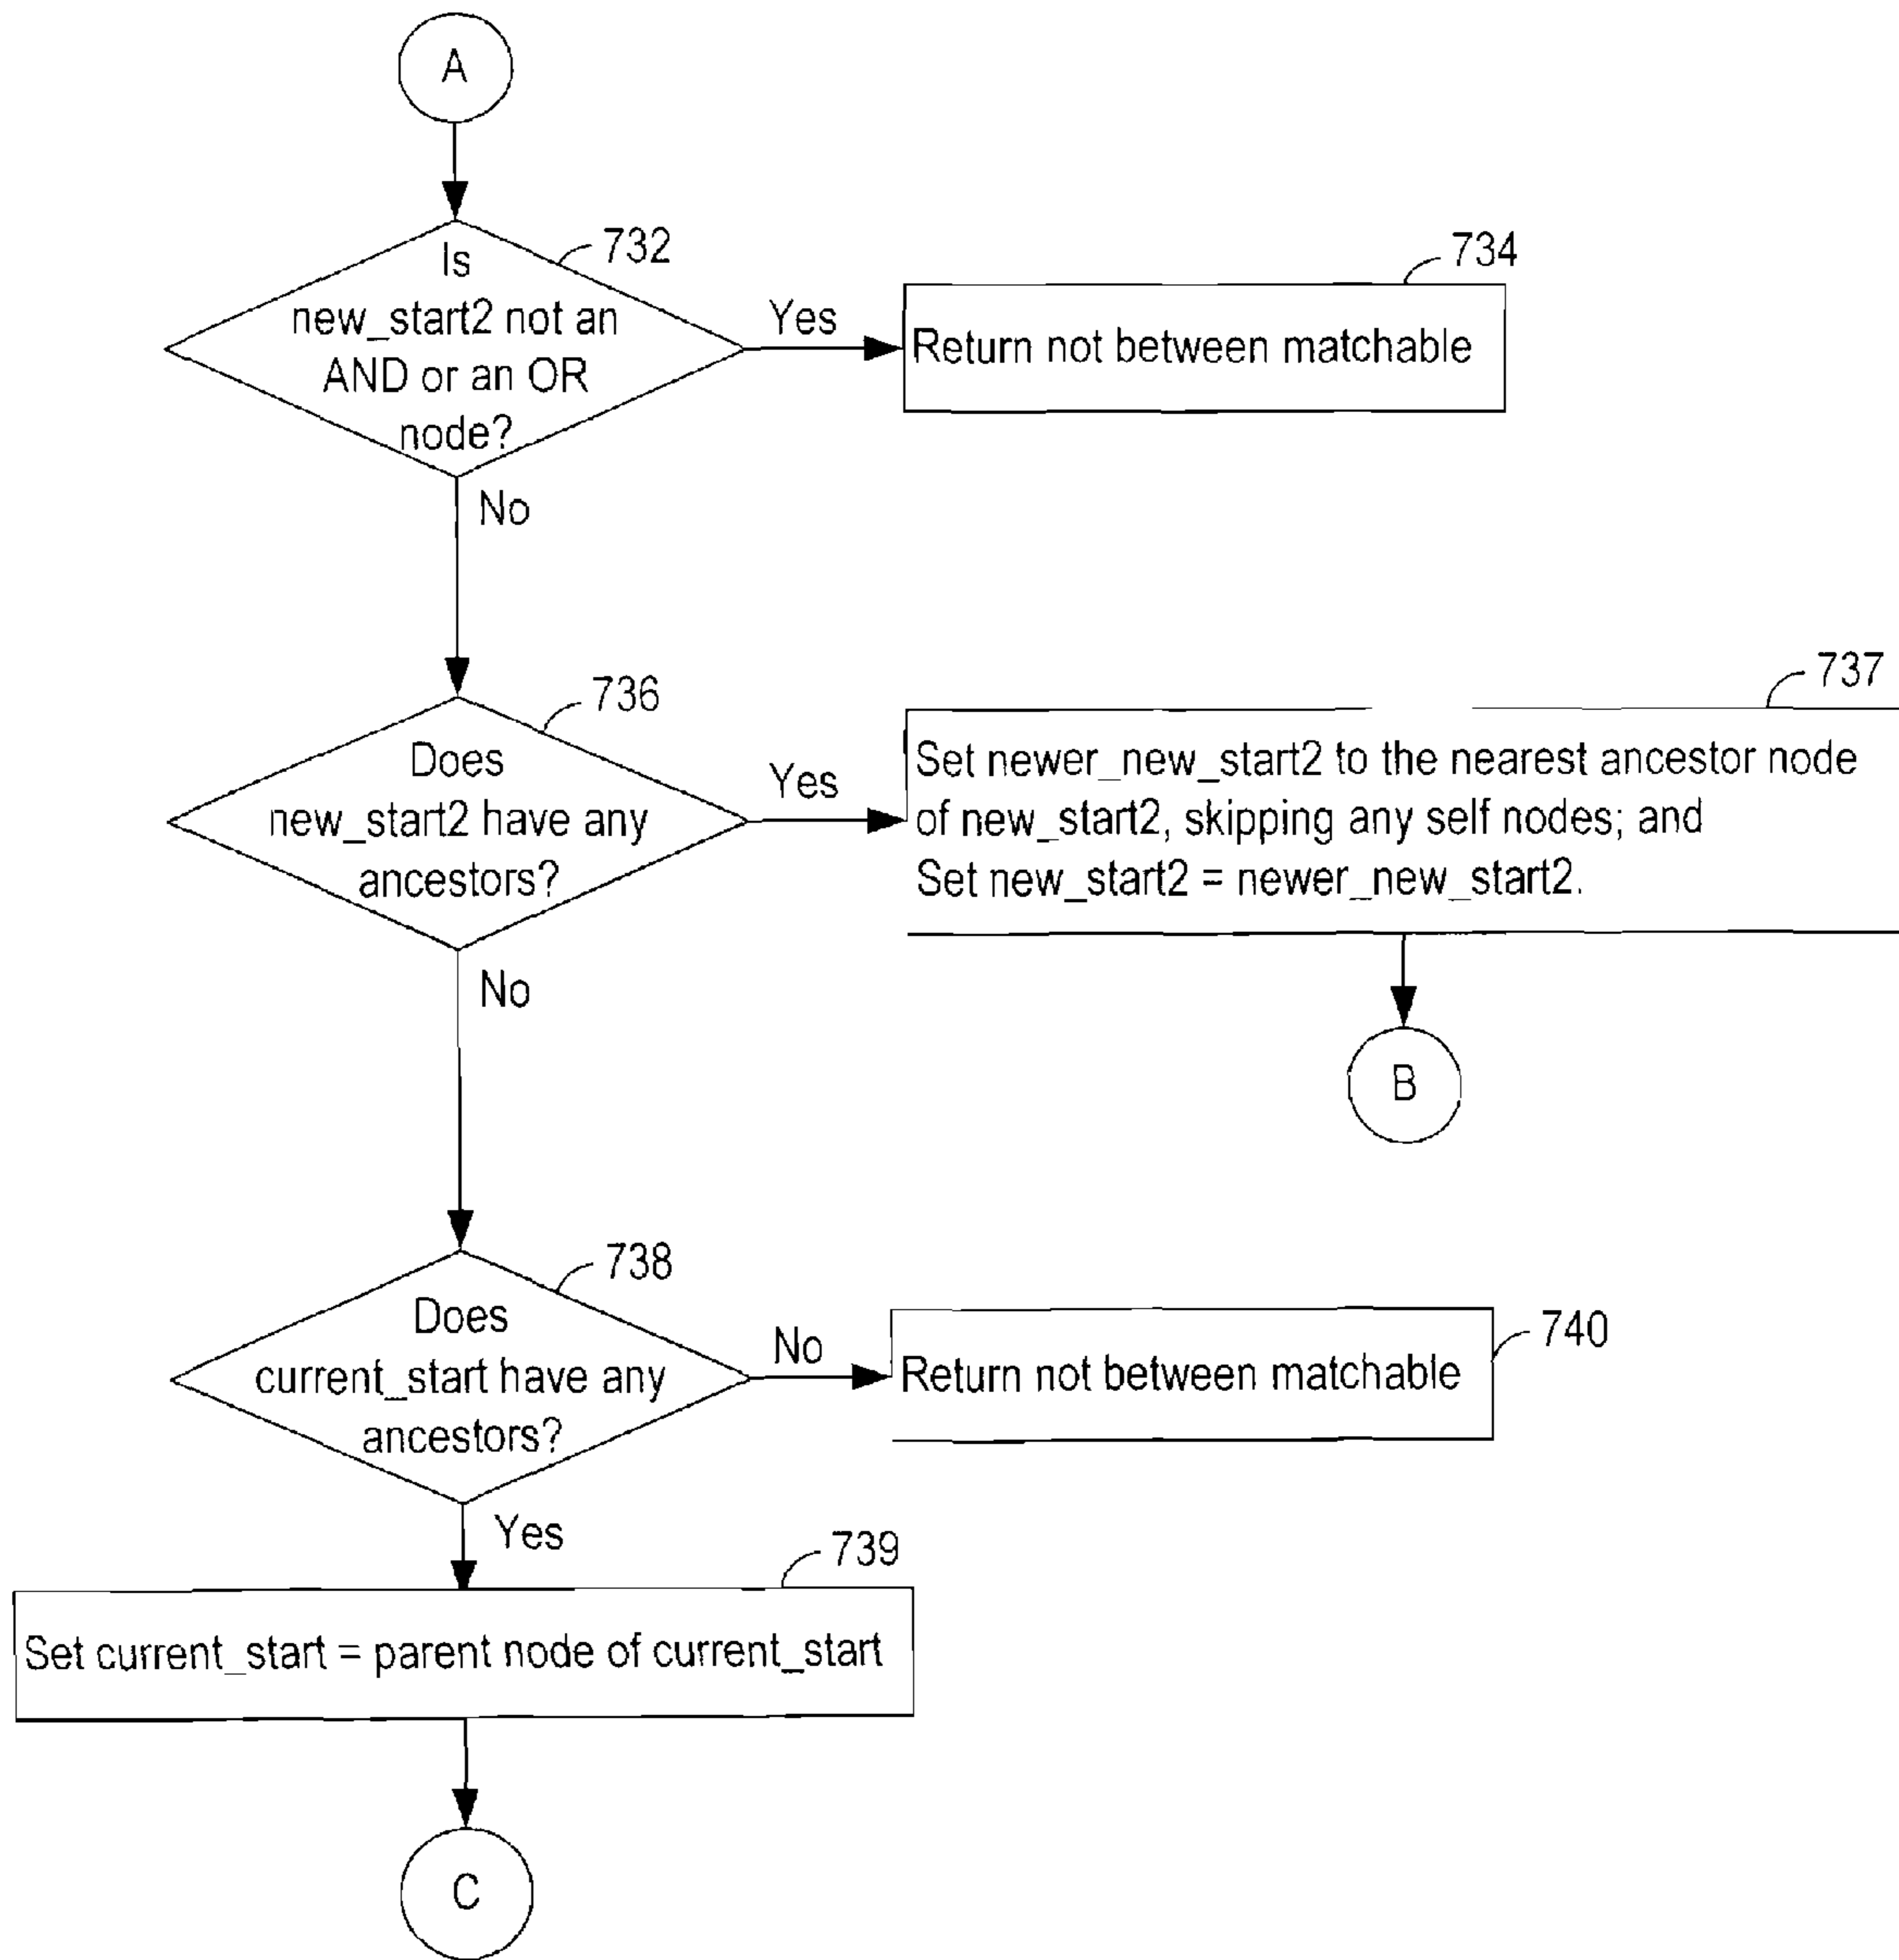 A
732
Is
new_start2 not an
AND or an OR
node?
Yes
734
Return not between matchable
No
736
Does
new_start2 have any
ancestors?
Yes
737
Set newer_new_start2 to the nearest ancestor node
of new_start2, skipping any self nodes; and
Set new_start2 = newer_new_start2.
B
No
738
Does
current_start have any
ancestors?
No
740
Return not between matchable
Yes
739
Set current_start = parent node of current_start
C